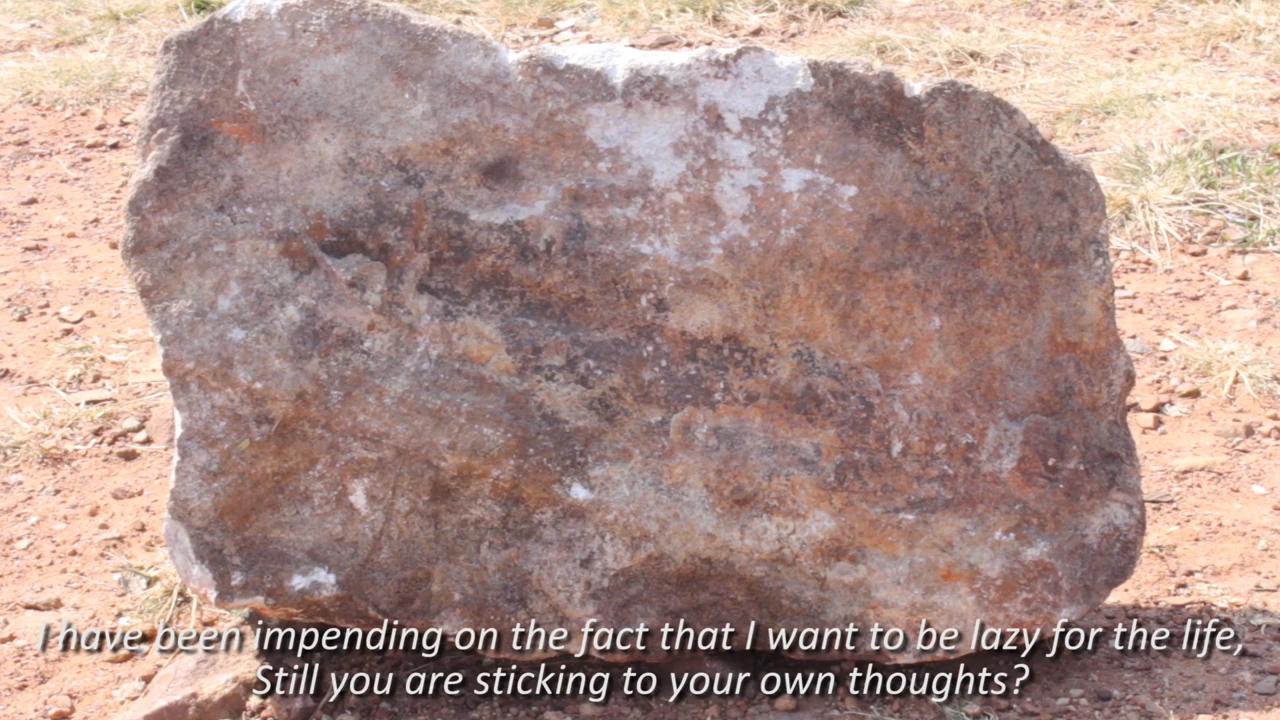 I have been impending on the fact that I want to be lazy for the life,
Still you are sticking to your own thoughts?